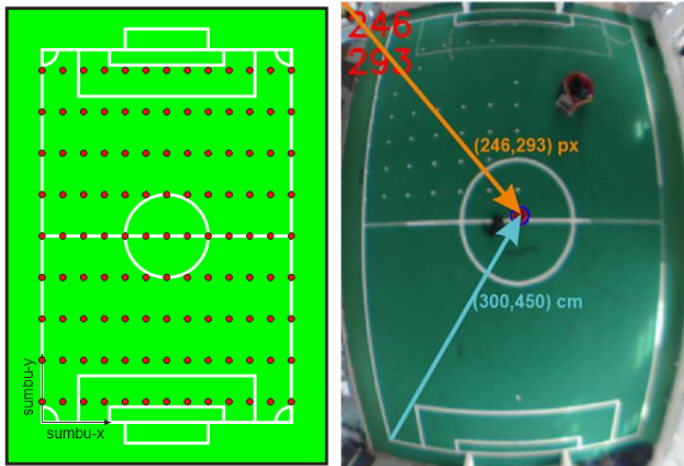 sumbu-y
sumbu-x
246
293
(246,293) px
(300,450) cm